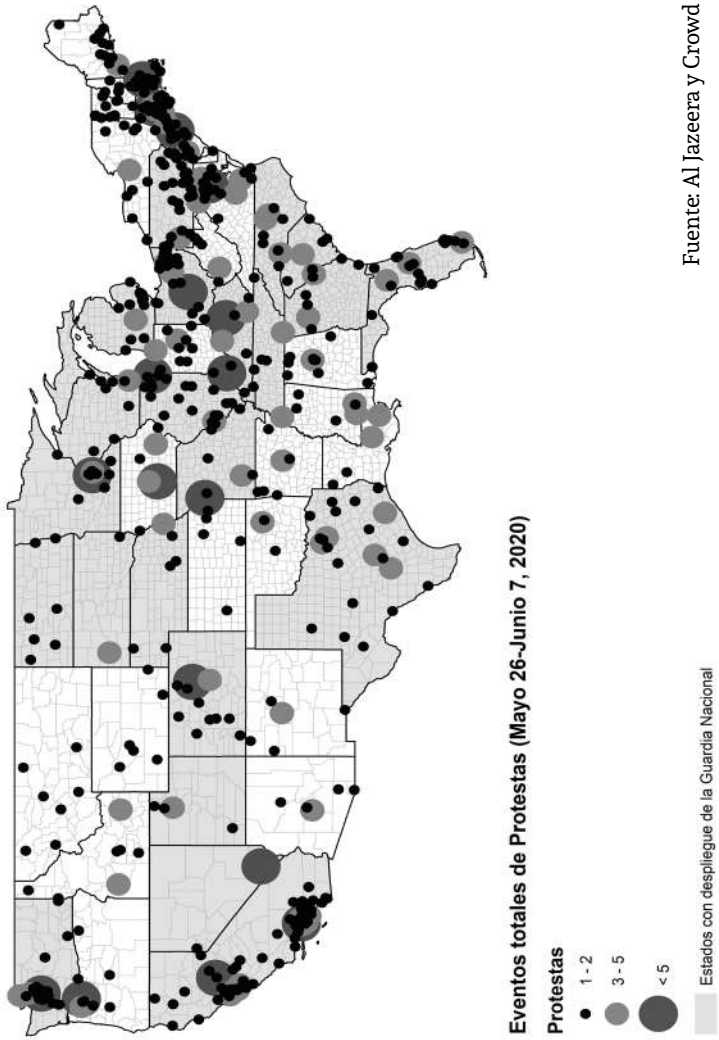 Eventos totales de Protestas (Mayo 26-Junio 7, 2020)
Protestas
1 - 2
3 - 5
< 5
Estados con despliegue de la Guardia Nacional
Fuente: Al Jazeera y Crowd